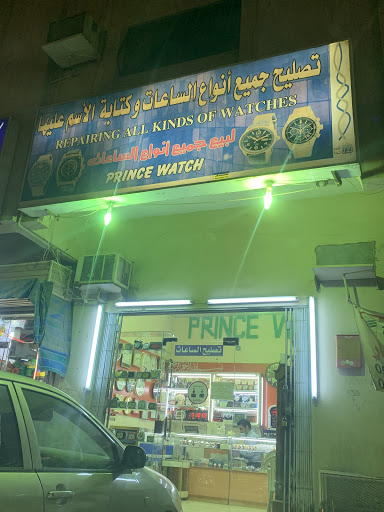 تصليح جميع أنواع الساعات وكتابة الأسم عليها
REPAIRING ALL KINDS OF WATCHES
لبيع جميع انواع الساعات
PRINCE WATCH
PRINCE W
تصليح الساعات